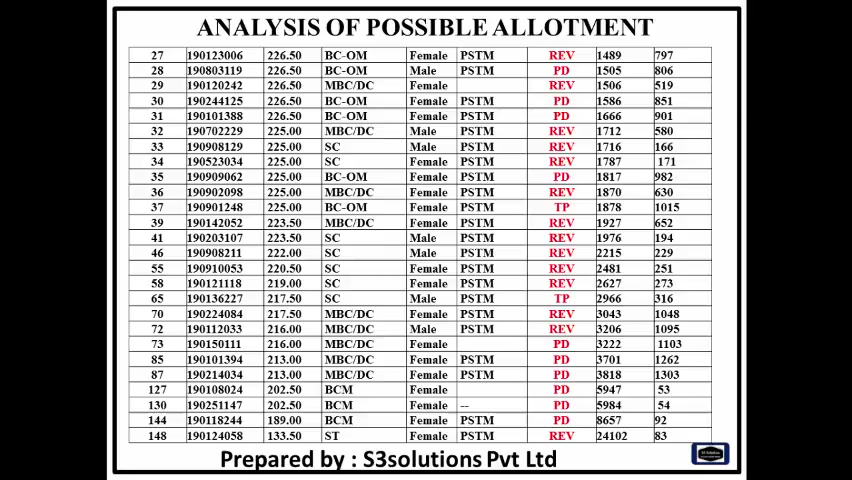 ANALYSIS OF POSSIBLE ALLOTMENT
27 190123006 226.50 BC-OM Female PSTM REV 1489 797
28 190803119 226.50 BC-OM Male PSTM PD 1505 806
29 190120242 226.50 MBC/DC Female REV 1506 519
30 190244125 226.50 BC-OM Female PSTM PD 1586 851
31 190101388 226.50 BC-OM Female PSTM PD 1666 901
32 190702229 225.00 MBC/DC Male PSTM REV 1712 580
33 190908129 225.00 SC Male PSTM REV 1716 166
34 190523034 225.00 SC Female PSTM REV 1787 171
35 190909062 225.00 BC-OM Female PSTM PD 1817 982
36 190902098 225.00 MBC/DC Female PSTM REV 1870 630
37 190901248 225.00 BC-OM Female PSTM TP 1878 1015
39 190142052 223.50 MBC/DC Female PSTM REV 1927 652
41 190203107 223.50 SC Male PSTM REV 1976 194
46 190908211 222.00 SC Male PSTM REV 2215 229
55 190910053 220.50 SC Female PSTM REV 2481 251
58 190121118 219.00 SC Female PSTM REV 2627 273
65 190136227 217.50 SC Male PSTM TP 2966 316
70 190224084 217.50 MBC/DC Female PSTM REV 3043 1048
72 190112033 216.00 MBC/DC Male PSTM REV 3206 1095
73 190150111 216.00 MBC/DC Female PD 3222 1103
85 190101394 213.00 MBC/DC Female PSTM PD 3701 1262
87 190214034 213.00 MBC/DC Female PSTM PD 3818 1303
127 190108024 202.50 BCM Female PD 5947 53
130 190251147 202.50 BCM Female -- PD 5984 54
144 190118244 189.00 BCM Female PSTM PD 8657 92
148 190124058 133.50 ST Female PSTM REV 24102 83
Prepared by : S3solutions Pvt Ltd